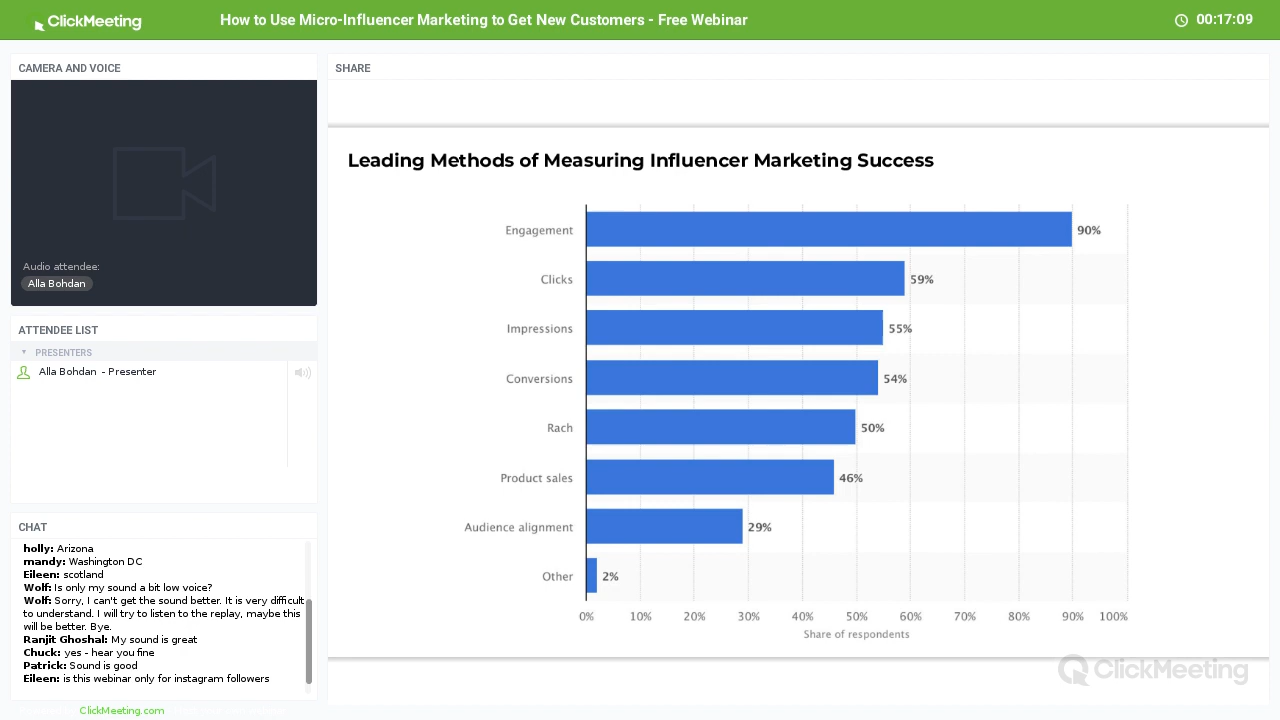 ClickMeeting
How to Use Micro-Influencer Marketing to Get New Customers - Free Webinar
00:17:09
CAMERA AND VOICE
Audio attendee:
Alla Bohdan
ATTENDEE LIST
PRESENTERS
Alla Bohdan - Presenter
CHAT
holly: Arizona
mandy: Washington DC
Eileen: scotland
Wolf: Is only my sound a bit low voice?
Wolf: Sorry, I can't get the sound better. It is very difficult
to understand. I will try to listen to the replay, maybe this
will be better. Bye.
Ranjit Ghoshal: My sound is great
Chuck: yes - hear you fine
Patrick: Sound is good
Eileen: is this webinar only for instagram followers
ClickMeeting.com
SHARE
Leading Methods of Measuring Influencer Marketing Success
Engagement 90%
Clicks 59%
Impressions 55%
Conversions 54%
Rach 50%
Product sales 46%
Audience alignment 29%
Other 2%
0% 10% 20% 30% 40% 50% 60% 70% 80% 90% 100%
Share of respondents
ClickMeeting